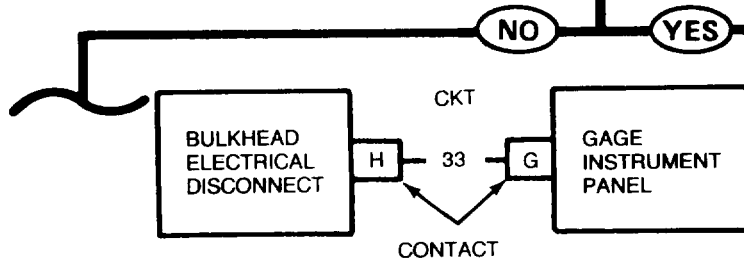 NO YES
CKT
BULKHEAD
ELECTRICAL
DISCONNECT
H 33 G
GAGE
INSTRUMENT
PANEL
CONTACT